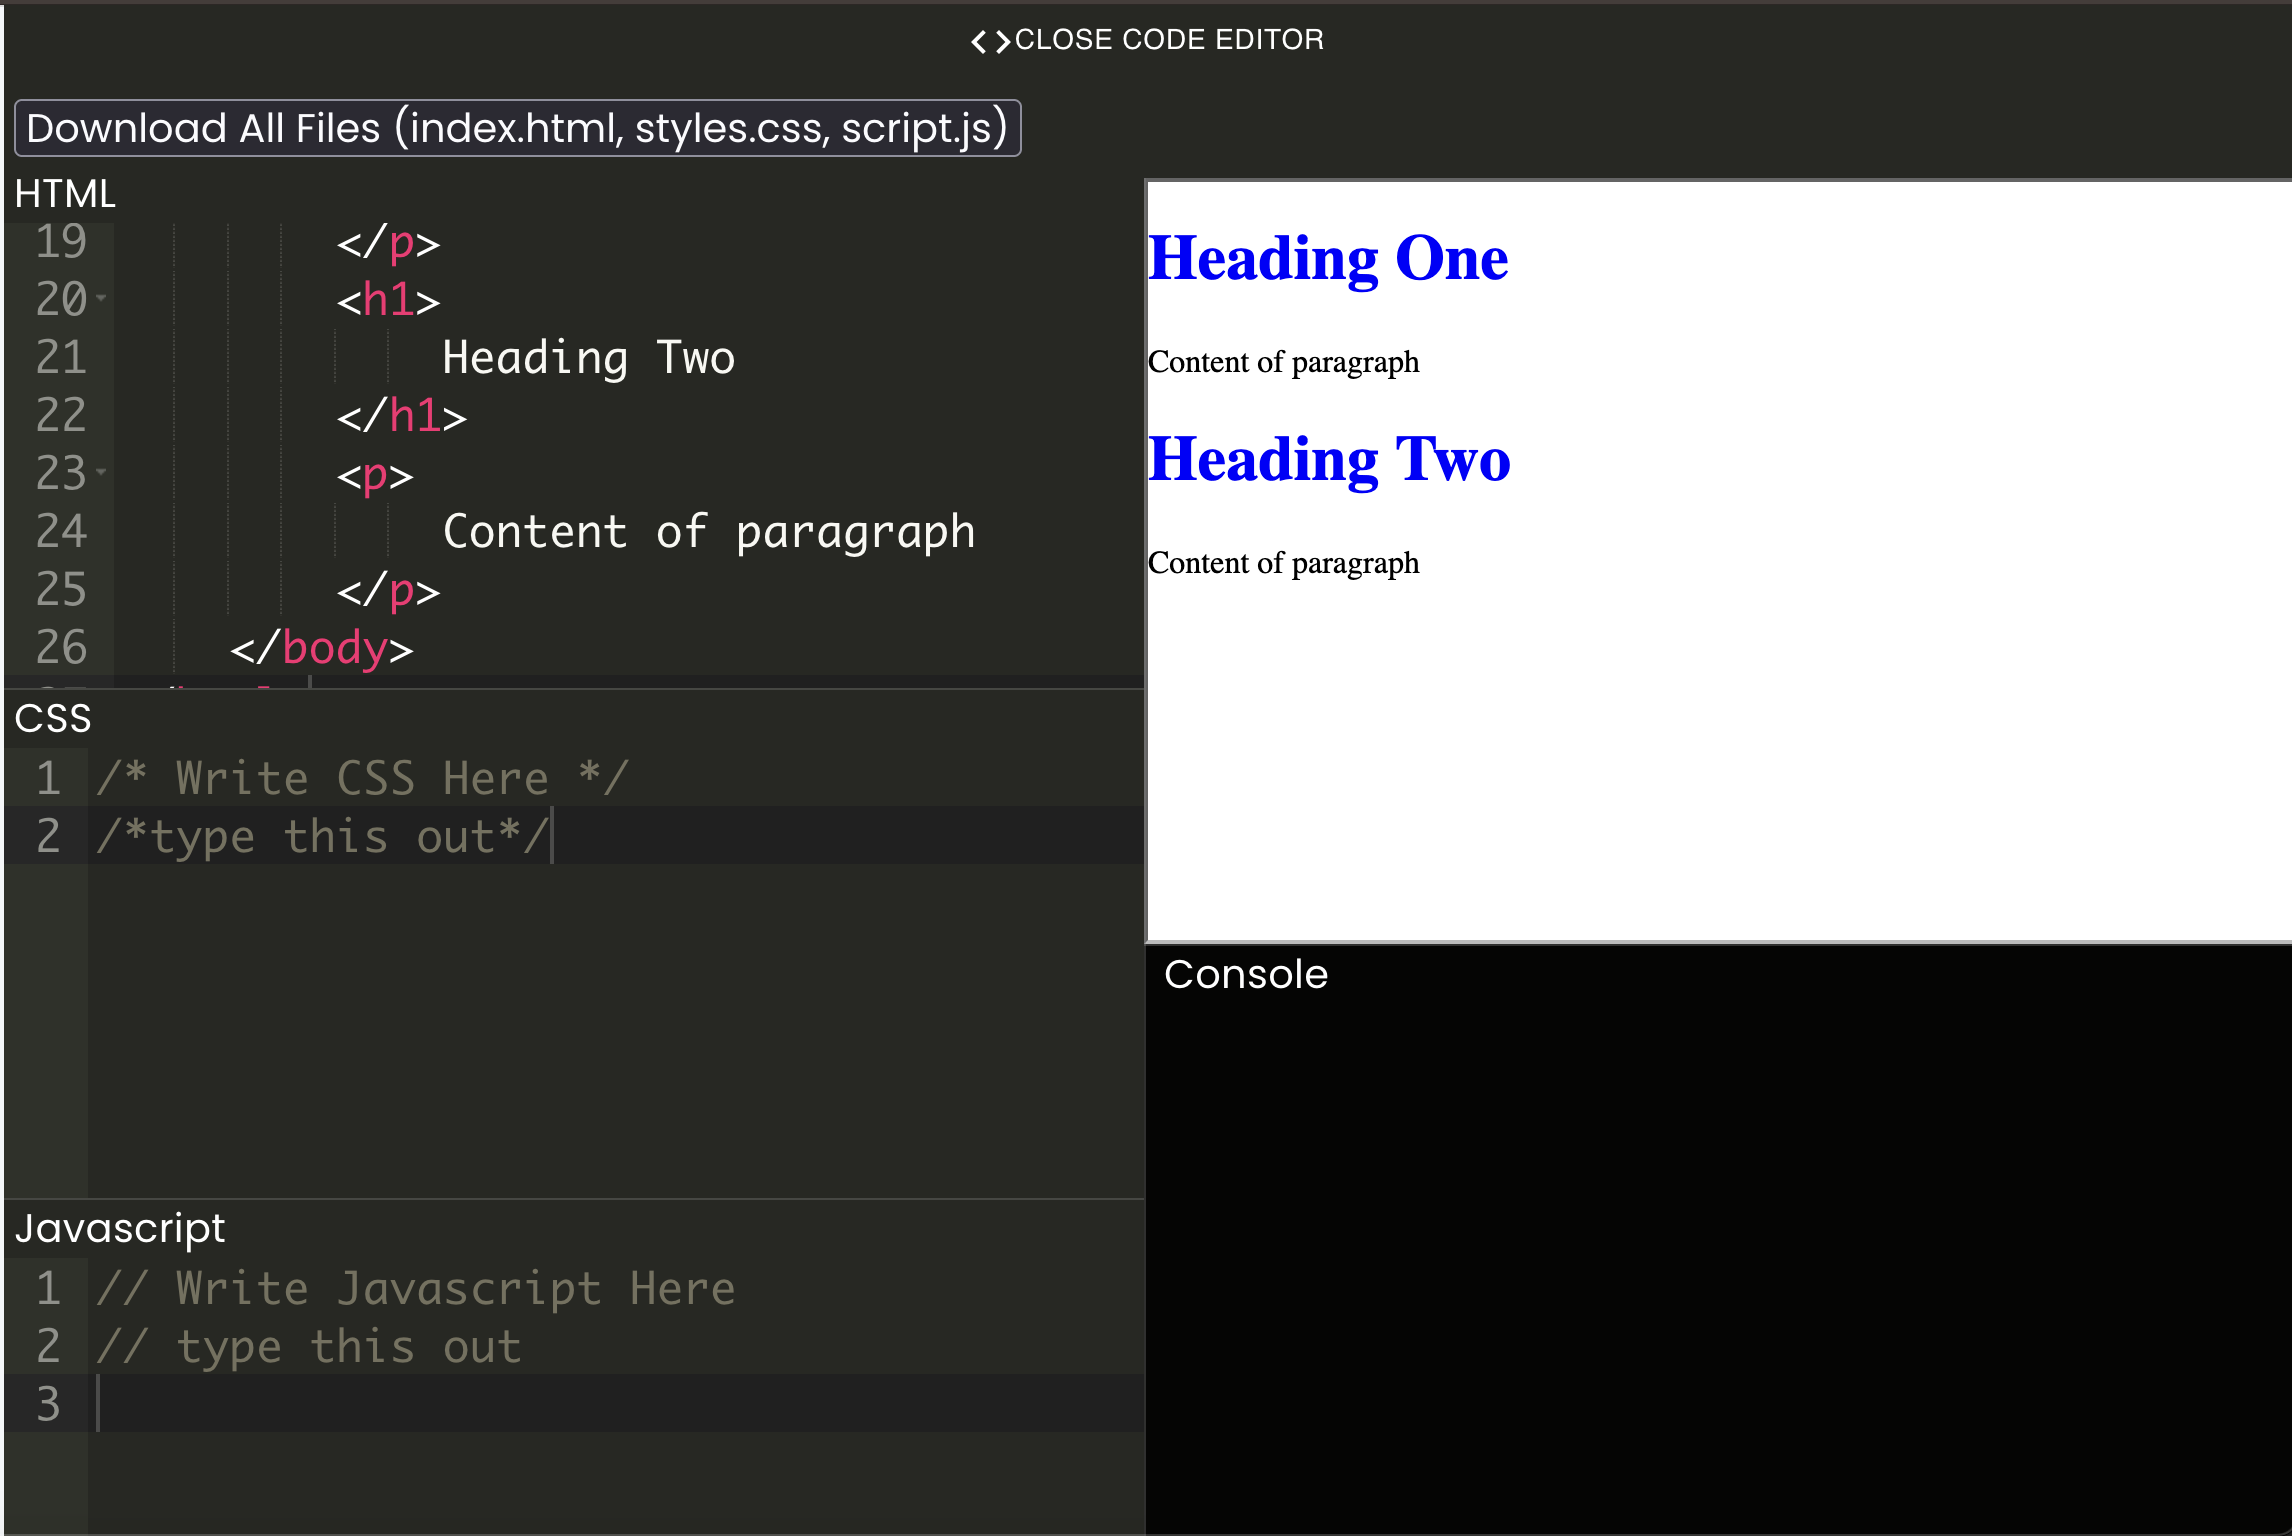 <>CLOSE CODE EDITOR
Download All Files (index.html, styles.css, script.js)
HTML
19 </p>
20 <h1>
21 Heading Two
22 </h1>
23 <p>
24 Content of paragraph
25 </p>
26 </body>
CSS
1 /* Write CSS Here */
2 /*type this out*/
Javascript
1 // Write Javascript Here
2 // type this out
3
Heading One
Content of paragraph
Heading Two
Content of paragraph
Console